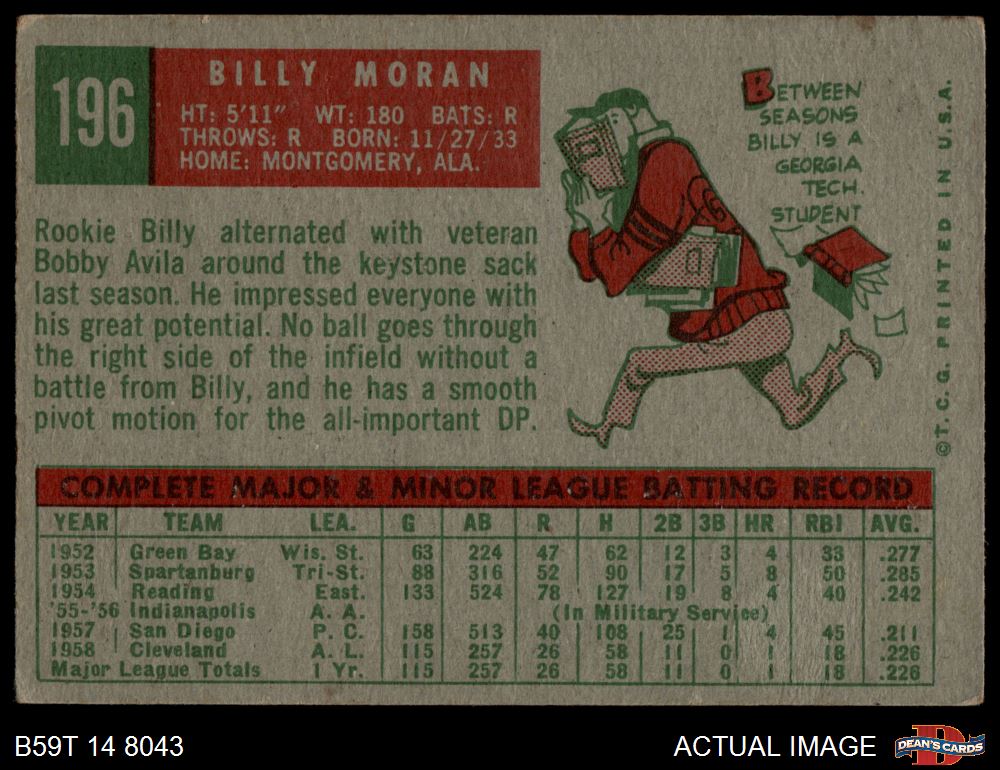 196
BILLY MORAN
HT: 5'11" WT: 180 BATS: R
THROWS: R BORN: 11/27/33
HOME: MONTGOMERY, ALA.
BETWEEN
SEASONS
BILLY IS A
GEORGIA
TECH.
STUDENT
Rookie Billy alternated with veteran
Bobby Avila around the keystone sack
last season. He impressed everyone with
his great potential. No ball goes through
the right side of the infield without a
battle from Billy, and he has a smooth
pivot motion for the all-important DP.
©T.C.G. PRINTED IN U.S.A.
COMPLETE MAJOR & MINOR LEAGUE BATTING RECORD
YEAR TEAM LEA. G AB R H 2B 3B HR RBI AVG.
1952 Green Bay Wis. St. 63 224 47 62 12 3 4 33 .277
1953 Spartanburg Tri-St. 88 316 52 90 17 5 8 50 .285
1954 Reading East. 133 524 78 127 19 8 4 40 .242
'55-'56 Indianapolis A. A. (In Military Service)
1957 San Diego P. C. 158 513 40 108 25 1 4 45 .211
1958 Cleveland A. L. 115 257 26 58 11 0 1 18 .226
Major League Totals 1 Yr. 115 257 26 58 11 0 1 18 .226
B59T 14 8043
ACTUAL IMAGE
DEAN'S CARDS